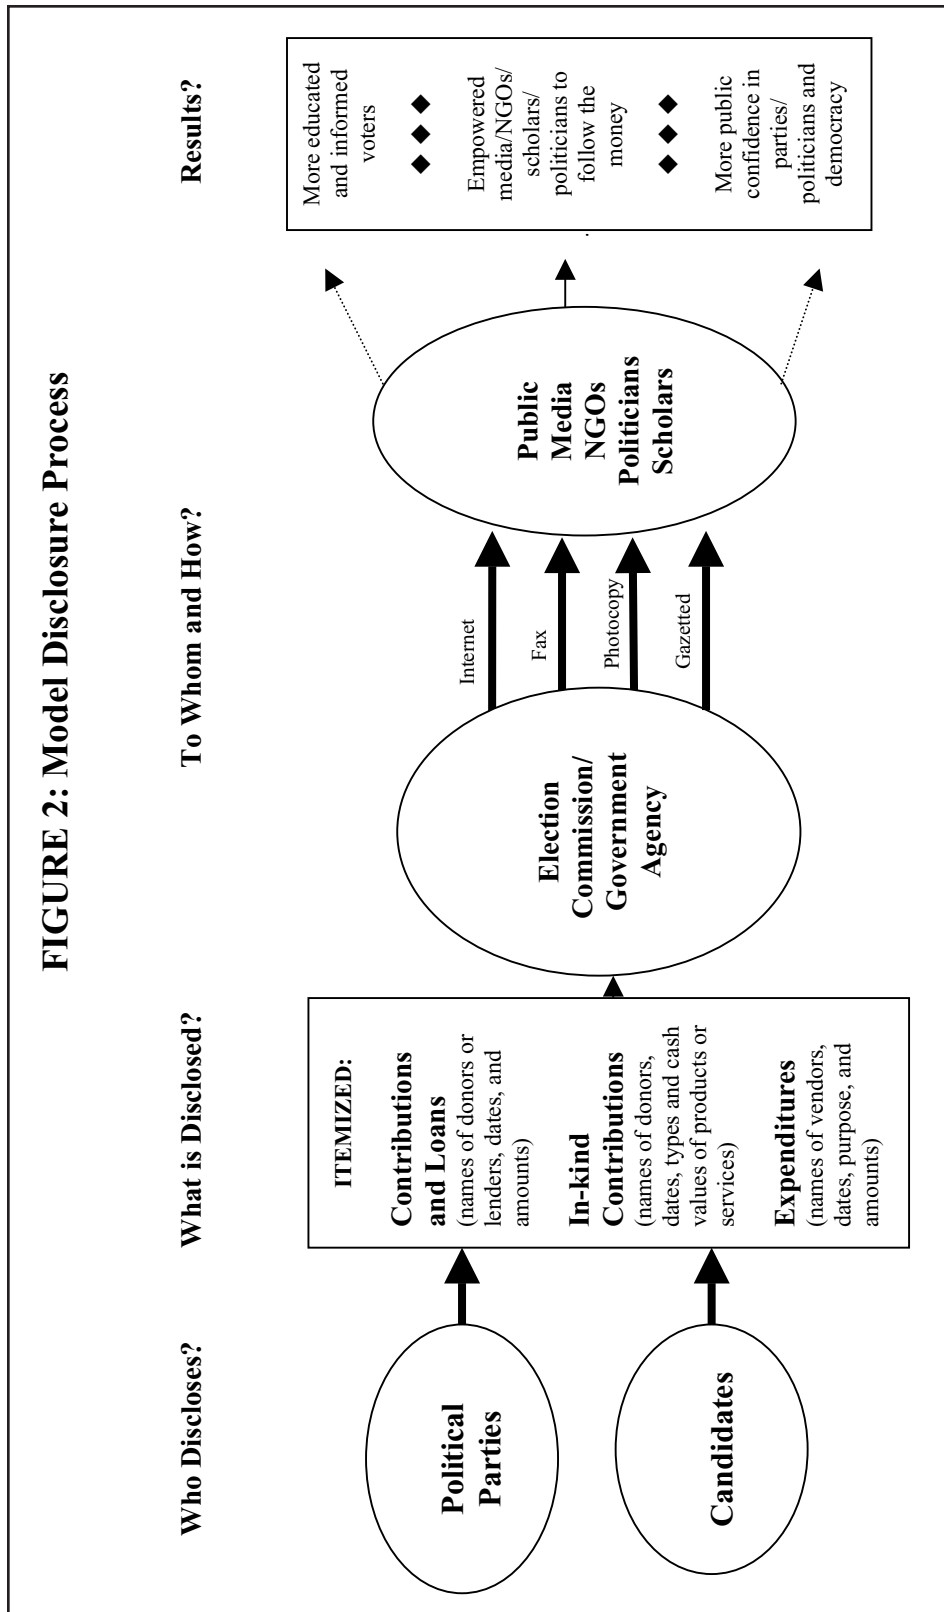 FIGURE 2: Model Disclosure Process
Who Discloses?
What is Disclosed?
To Whom and How?
Results?
Political
Parties
Candidates
ITEMIZED:
Contributions
and Loans
(names of donors or
lenders, dates, and
amounts)
In-kind
Contributions
(names of donors,
dates, types and cash
values of products or
services)
Expenditures
(names of vendors,
dates, purpose, and
amounts)
Election
Commission/
Government
Agency
Internet
Fax
Photocopy
Gazetted
Public
Media
NGOs
Politicians
Scholars
More educated
and informed
voters
Empowered
media/NGOs/
scholars/
politicians to
follow the
money
More public
confidence in
parties/
politicians and
democracy